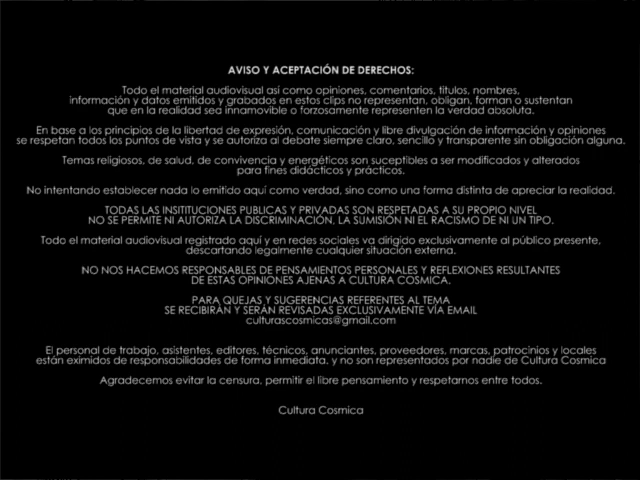 AVISO Y ACEPTACIÓN DE DERECHOS:
Todo el material audiovisual así como opiniones, comentarios, titulos, nombres,
información y datos emitidos y grabados en estos clips no representan, obligan, forman o sustentan
que en la realidad sea innamovible o forzosamente representen la verdad absoluta.
En base a los principios de la libertad de expresión, comunicación y libre divulgación de información y opiniones
se respetan todos los puntos de vista y se autoriza al debate siempre claro, sencillo y transparente sin obligación alguna.
Temas religiosos, de salud, de convivencia y energéticos son suceptibles a ser modificados y alterados
para fines didácticos y prácticos.
No intentando establecer nada lo emitido aquí como verdad, sino como una forma distinta de apreciar la realidad.
TODAS LAS INSITITUCIONES PUBLICAS Y PRIVADAS SON RESPETADAS A SU PROPIO NIVEL
NO SE PERMITE NI AUTORIZA LA DISCRIMINACIÓN, LA SUMISIÓN NI EL RACISMO DE NI UN TIPO.
Todo el material audiovisual registrado aquí y en redes sociales va dirigido exclusivamente al público presente,
descartando legalmente cualquier situación externa.
NO NOS HACEMOS RESPONSABLES DE PENSAMIENTOS PERSONALES Y REFLEXIONES RESULTANTES
DE ESTAS OPINIONES AJENAS A CULTURA COSMICA.
PARA QUEJAS Y SUGERENCIAS REFERENTES AL TEMA
SE RECIBIRÁN Y SERÁN REVISADAS EXCLUSIVAMENTE VÍA EMAIL
culturascosmicas@gmail.com
El personal de trabajo, asistentes, editores, técnicos, anunciantes, proveedores, marcas, patrocinios y locales
están eximidos de responsabilidades de forma inmediata, y no son representados por nadie de Cultura Cosmica
Agradecemos evitar la censura, permitir el libre pensamiento y respetarnos entre todos.
Cultura Cosmica